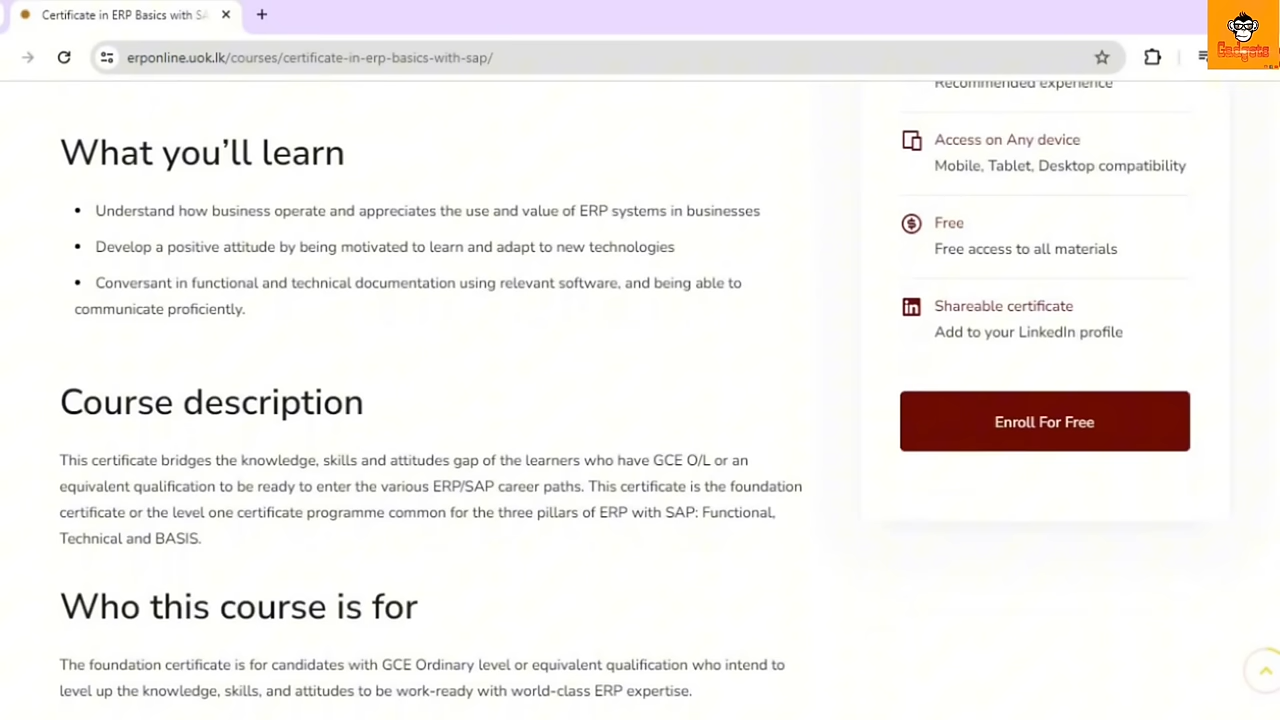 Certificate in ERP Basics with SA
erponline.uok.lk/courses/certificate-in-erp-basics-with-sap/
Gadgets
What you’ll learn
• Understand how business operate and appreciates the use and value of ERP systems in businesses
• Develop a positive attitude by being motivated to learn and adapt to new technologies
• Conversant in functional and technical documentation using relevant software, and being able to
communicate proficiently.
Course description
This certificate bridges the knowledge, skills and attitudes gap of the learners who have GCE O/L or an
equivalent qualification to be ready to enter the various ERP/SAP career paths. This certificate is the foundation
certificate or the level one certificate programme common for the three pillars of ERP with SAP: Functional,
Technical and BASIS.
Who this course is for
The foundation certificate is for candidates with GCE Ordinary level or equivalent qualification who intend to
level up the knowledge, skills, and attitudes to be work-ready with world-class ERP expertise.
Recommended experience
Access on Any device
Mobile, Tablet, Desktop compatibility
Free
Free access to all materials
Shareable certificate
Add to your LinkedIn profile
Enroll For Free